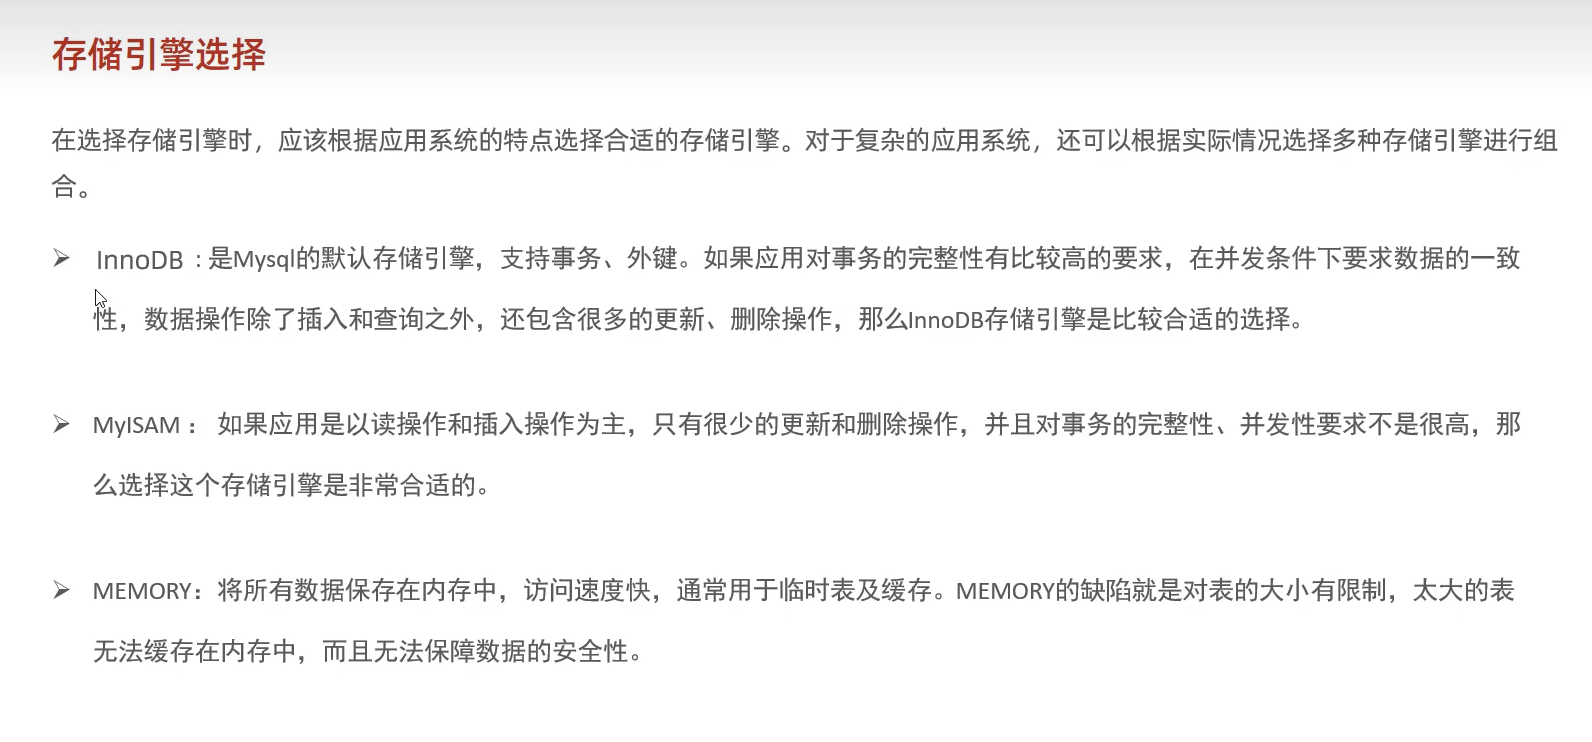 存储引擎选择
在选择存储引擎时，应该根据应用系统的特点选择合适的存储引擎。对于复杂的应用系统，还可以根据实际情况选择多种存储引擎进行组
合。
➢ InnoDB : 是Mysql的默认存储引擎，支持事务、外键。如果应用对事务的完整性有比较高的要求，在并发条件下要求数据的一致
性，数据操作除了插入和查询之外，还包含很多的更新、删除操作，那么InnoDB存储引擎是比较合适的选择。
➢ MyISAM ： 如果应用是以读操作和插入操作为主，只有很少的更新和删除操作，并且对事务的完整性、并发性要求不是很高，那
么选择这个存储引擎是非常合适的。
➢ MEMORY：将所有数据保存在内存中，访问速度快，通常用于临时表及缓存。MEMORY的缺陷就是对表的大小有限制，太大的表
无法缓存在内存中，而且无法保障数据的安全性。